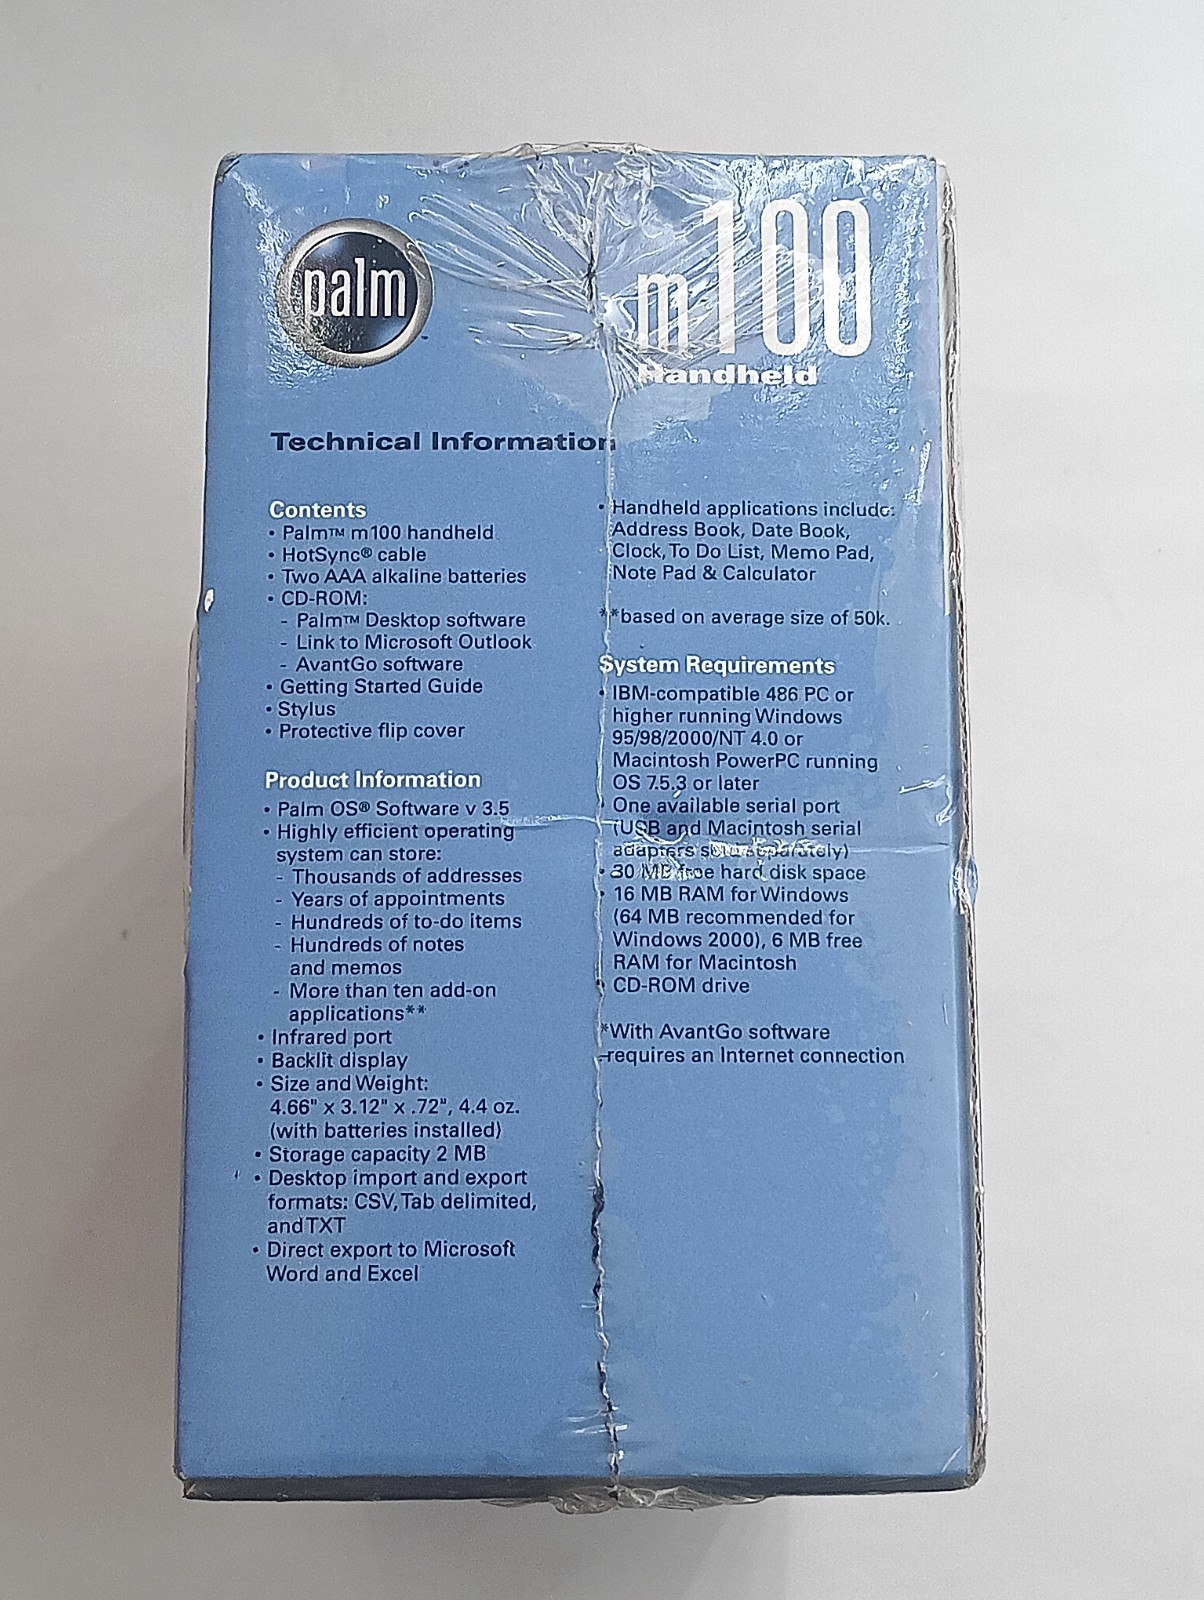 palm
m100
Handheld
Technical Information
Contents
• Palm™ m100 handheld
• HotSync® cable
• Two AAA alkaline batteries
• CD-ROM:
- Palm™ Desktop software
- Link to Microsoft Outlook
- AvantGo software
• Getting Started Guide
• Stylus
• Protective flip cover
Product Information
• Palm OS® Software v 3.5
• Highly efficient operating
system can store:
- Thousands of addresses
- Years of appointments
- Hundreds of to-do items
- Hundreds of notes
and memos
- More than ten add-on
applications**
• Infrared port
• Backlit display
• Size and Weight:
4.66" x 3.12" x .72", 4.4 oz.
(with batteries installed)
• Storage capacity 2 MB
• Desktop import and export
formats: CSV, Tab delimited,
and TXT
• Direct export to Microsoft
Word and Excel
• Handheld applications include:
Address Book, Date Book,
Clock, To Do List, Memo Pad,
Note Pad & Calculator
**based on average size of 50k.
System Requirements
• IBM-compatible 486 PC or
higher running Windows
95/98/2000/NT 4.0 or
Macintosh PowerPC running
OS 7.5.3 or later
• One available serial port
(USB and Macintosh serial
adapters sold separately)
• 30 MB free hard disk space
• 16 MB RAM for Windows
(64 MB recommended for
Windows 2000), 6 MB free
RAM for Macintosh
• CD-ROM drive
*With AvantGo software
requires an Internet connection